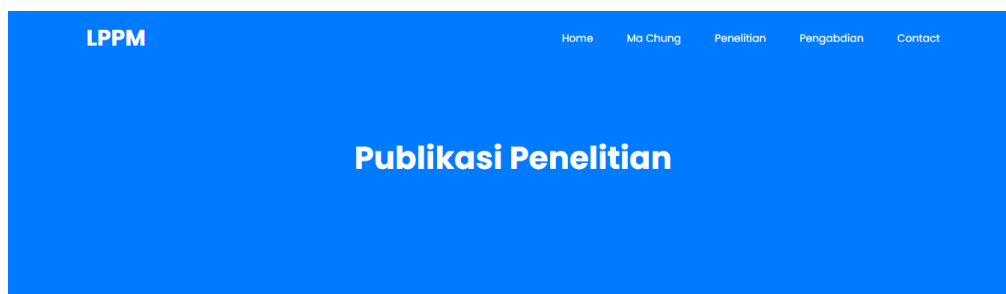 LPPM Home Ma Chung Penelitian Pengabdian Contact
Publikasi Penelitian